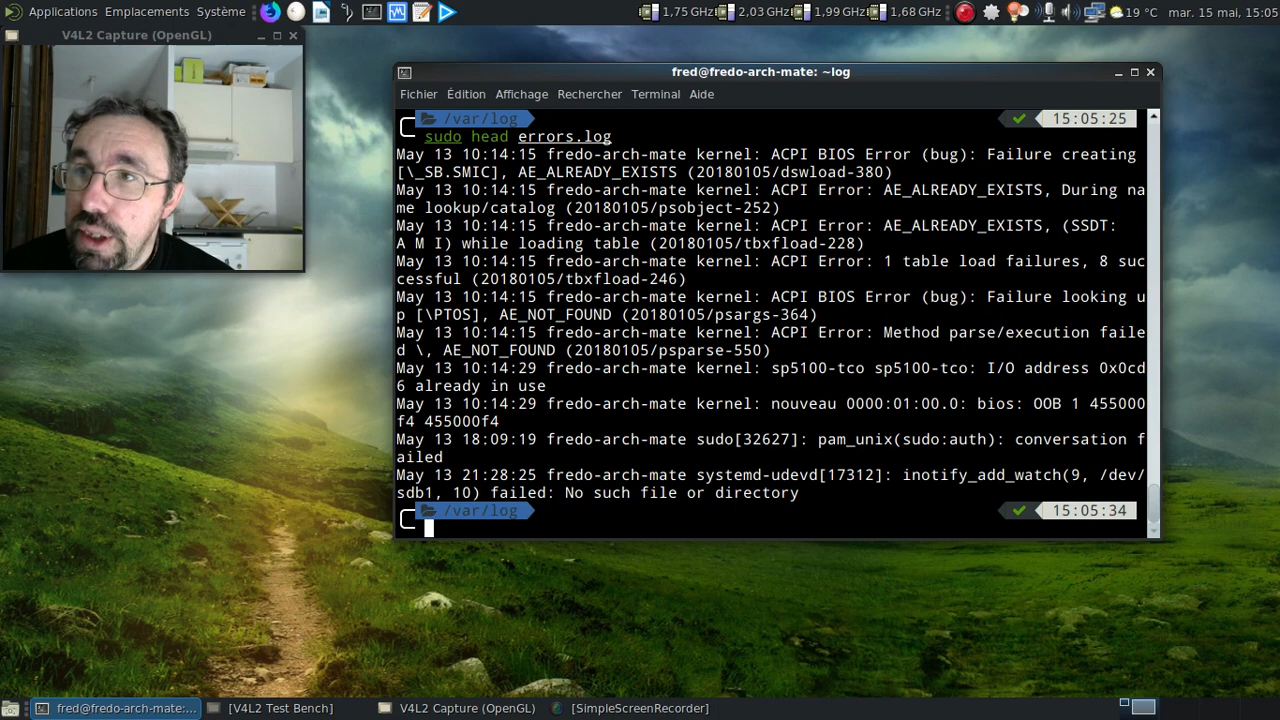 Applications Emplacements Système
1,75 GHz 2,03 GHz 1,93 GHz 1,68 GHz 19 °C mar. 15 mai, 15:05
V4L2 Capture (OpenGL)
fred@fredo-arch-mate: ~log
Fichier Édition Affichage Rechercher Terminal Aide
/var/log 15:05:25
sudo head errors.log
May 13 10:14:15 fredo-arch-mate kernel: ACPI BIOS Error (bug): Failure creating
[\_SB.SMIC], AE_ALREADY_EXISTS (20180105/dswload-380)
May 13 10:14:15 fredo-arch-mate kernel: ACPI Error: AE_ALREADY_EXISTS, During na
me lookup/catalog (20180105/psobject-252)
May 13 10:14:15 fredo-arch-mate kernel: ACPI Error: AE_ALREADY_EXISTS, (SSDT:
A M I) while loading table (20180105/tbxfload-228)
May 13 10:14:15 fredo-arch-mate kernel: ACPI Error: 1 table load failures, 8 suc
cessful (20180105/tbxfload-246)
May 13 10:14:15 fredo-arch-mate kernel: ACPI BIOS Error (bug): Failure looking u
p [\PTOS], AE_NOT_FOUND (20180105/psargs-364)
May 13 10:14:15 fredo-arch-mate kernel: ACPI Error: Method parse/execution faile
d \, AE_NOT_FOUND (20180105/psparse-550)
May 13 10:14:29 fredo-arch-mate kernel: sp5100-tco sp5100-tco: I/O address 0x0cd
6 already in use
May 13 10:14:29 fredo-arch-mate kernel: nouveau 0000:01:00.0: bios: OOB 1 455000
f4 455000f4
May 13 18:09:19 fredo-arch-mate sudo[32627]: pam_unix(sudo:auth): conversation f
ailed
May 13 21:28:25 fredo-arch-mate systemd-udevd[17312]: inotify_add_watch(9, /dev/
sdb1, 10) failed: No such file or directory
/var/log 15:05:34
fred@fredo-arch-mate:... [V4L2 Test Bench] V4L2 Capture (OpenGL) [SimpleScreenRecorder]